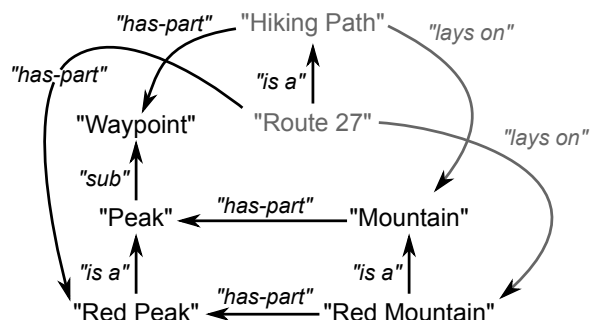 "has-part" "Hiking Path" "lays on"
"has-part" "is a"
"Waypoint" "Route 27" "lays on"
"sub"
"Peak" "has-part" "Mountain"
"is a" "is a"
"Red Peak" "has-part" "Red Mountain"